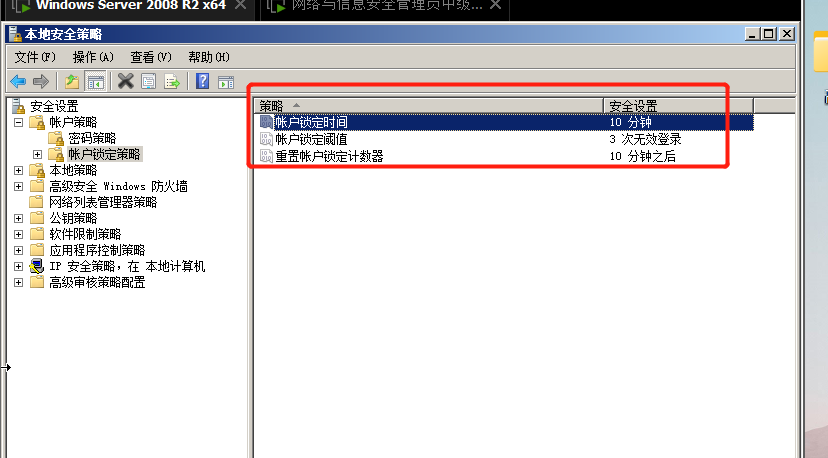 Windows Server 2008 R2 x64
网络与信息安全管理员中级...
本地安全策略
文件(F) 操作(A) 查看(V) 帮助(H)
安全设置
帐户策略
密码策略
帐户锁定策略
本地策略
高级安全 Windows 防火墙
网络列表管理器策略
公钥策略
软件限制策略
应用程序控制策略
IP 安全策略，在 本地计算机
高级审核策略配置
策略 安全设置
帐户锁定时间 10 分钟
帐户锁定阈值 3 次无效登录
重置帐户锁定计数器 10 分钟之后